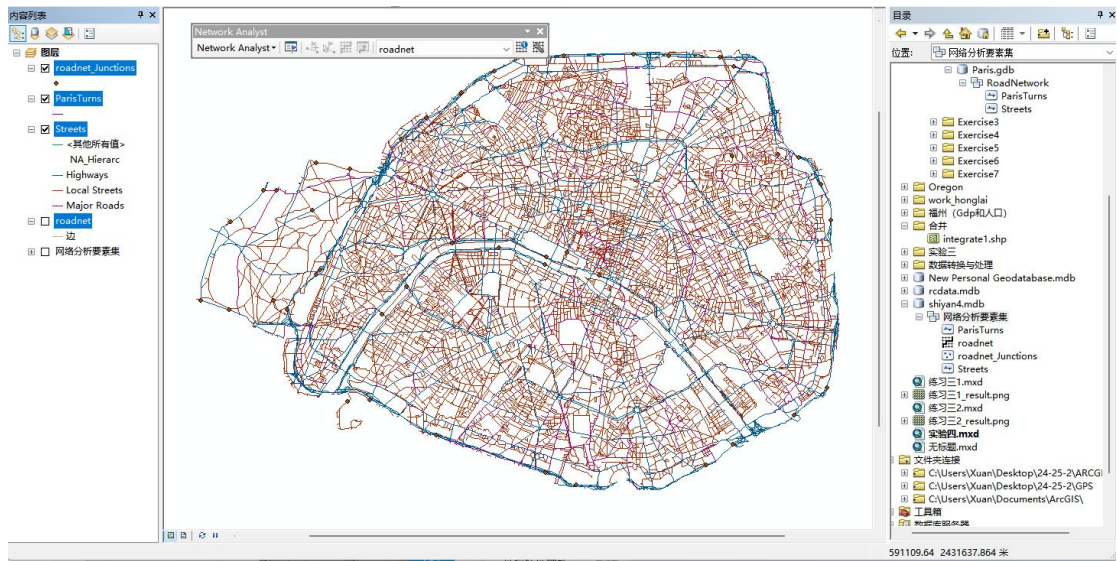 内容列表
图层
roadnet_Junctions
ParisTurns
Streets
<其他所有值>
NA_Hierarc
Highways
Local Streets
Major Roads
roadnet
边
网络分析要素集
Network Analyst
Network Analyst
roadnet
目录
位置: 网络分析要素集
Paris.gdb
RoadNetwork
ParisTurns
Streets
Exercise3
Exercise4
Exercise5
Exercise6
Exercise7
Oregon
work_honglai
福州（Gdp和人口）
合并
integrate1.shp
实验三
数据转换与处理
New Personal Geodatabase.mdb
rcdata.mdb
shiyan4.mdb
网络分析要素集
ParisTurns
roadnet
roadnet_Junctions
Streets
练习三1.mxd
练习三1_result.png
练习三2.mxd
练习三2_result.png
实验四.mxd
无标题.mxd
文件夹连接
C:\Users\Xuan\Desktop\24-25-2\ARCGI
C:\Users\Xuan\Desktop\24-25-2\GPS
C:\Users\Xuan\Documents\ArcGIS\
工具箱
数据库服务器
591109.64 2431637.864 米